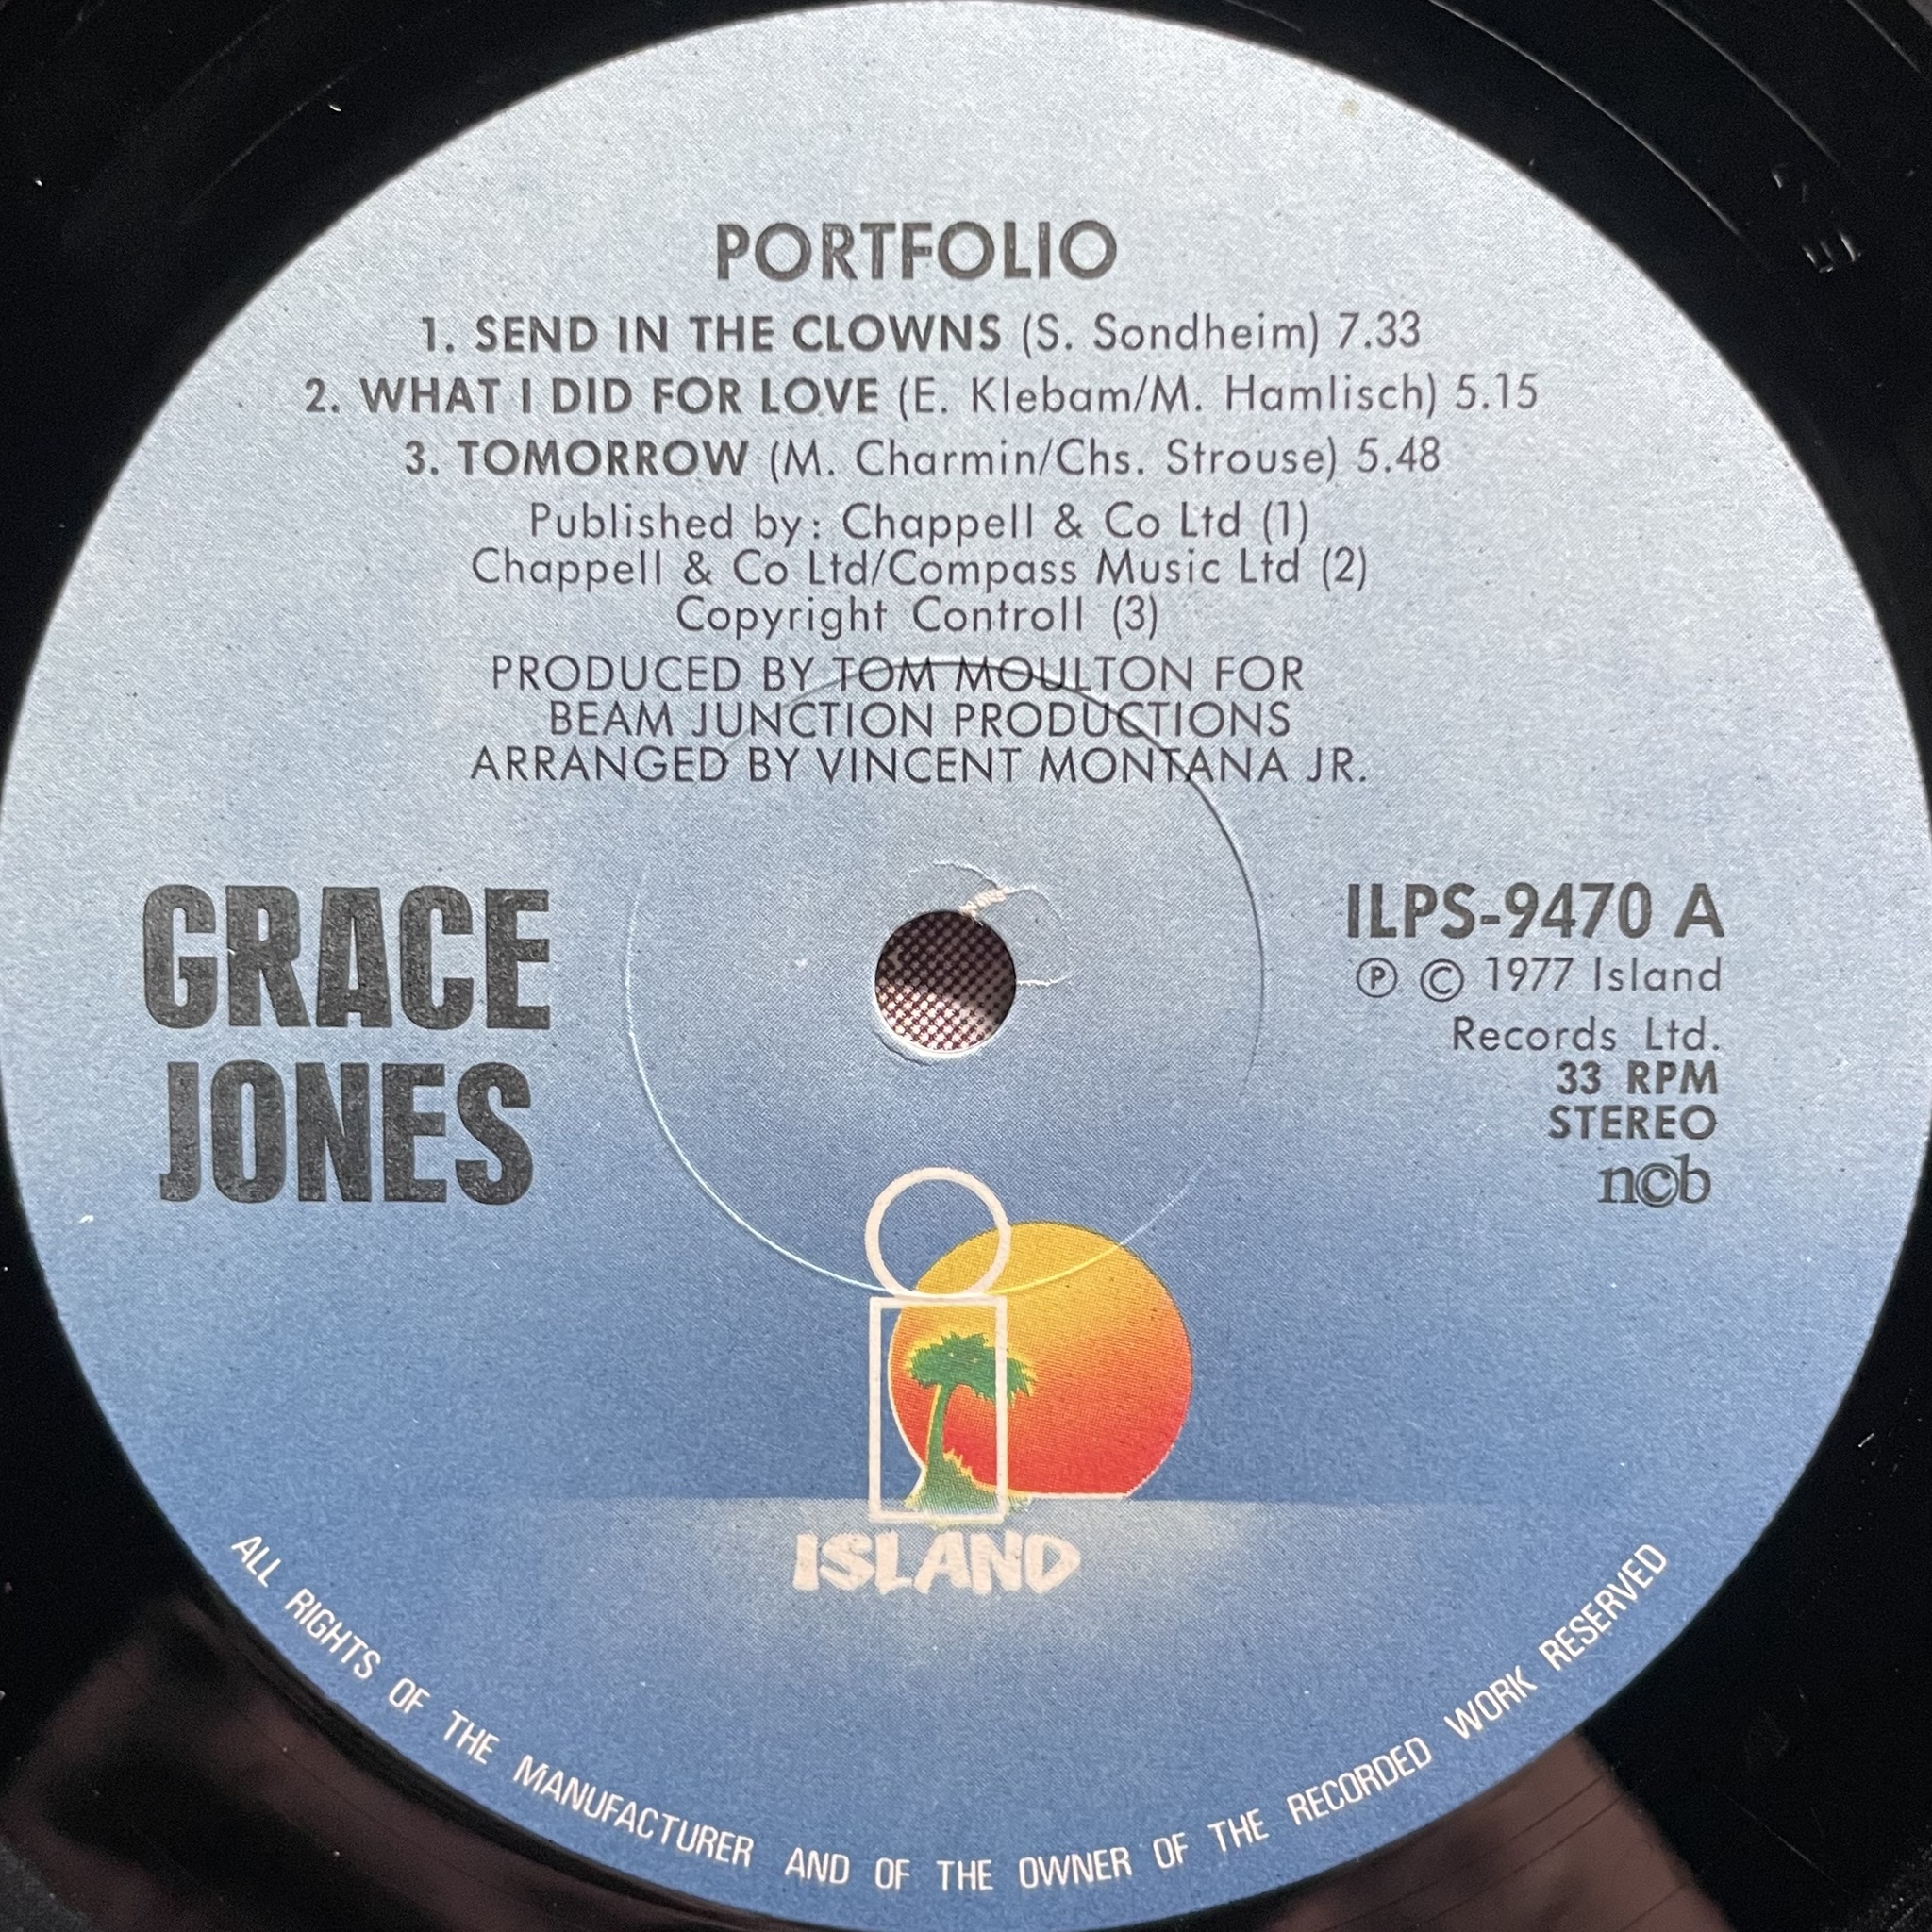 PORTFOLIO
1. SEND IN THE CLOWNS (S. Sondheim) 7.33
2. WHAT I DID FOR LOVE (E. Klebam/M. Hamlisch) 5.15
3. TOMORROW (M. Charmin/Chs. Strouse) 5.48
Published by: Chappell & Co Ltd (1)
Chappell & Co Ltd/Compass Music Ltd (2)
Copyright Controll (3)
PRODUCED BY TOM MOULTON FOR
BEAM JUNCTION PRODUCTIONS
ARRANGED BY VINCENT MONTANA JR.
GRACE
JONES
ILPS-9470 A
℗ © 1977 Island
Records Ltd.
33 RPM
STEREO
ncb
ISLAND
ALL RIGHTS OF THE MANUFACTURER AND OF THE OWNER OF THE RECORDED WORK RESERVED